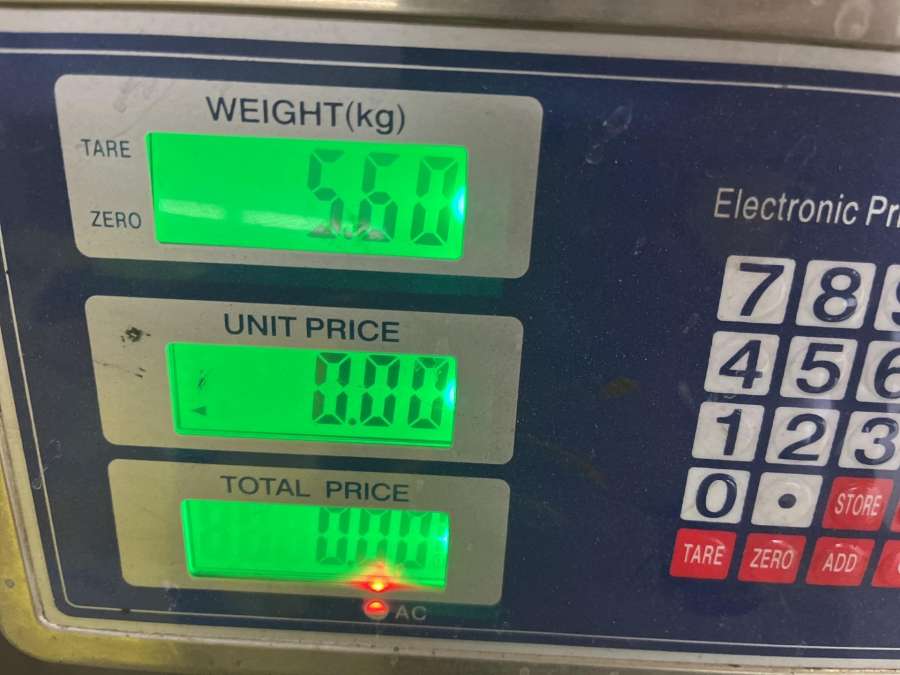 WEIGHT(kg)
TARE
5.60
ZERO
UNIT PRICE
0.00
TOTAL PRICE
0.00
AC
Electronic Pr
7 8 9
4 5 6
1 2 3
0 . STORE
TARE ZERO ADD